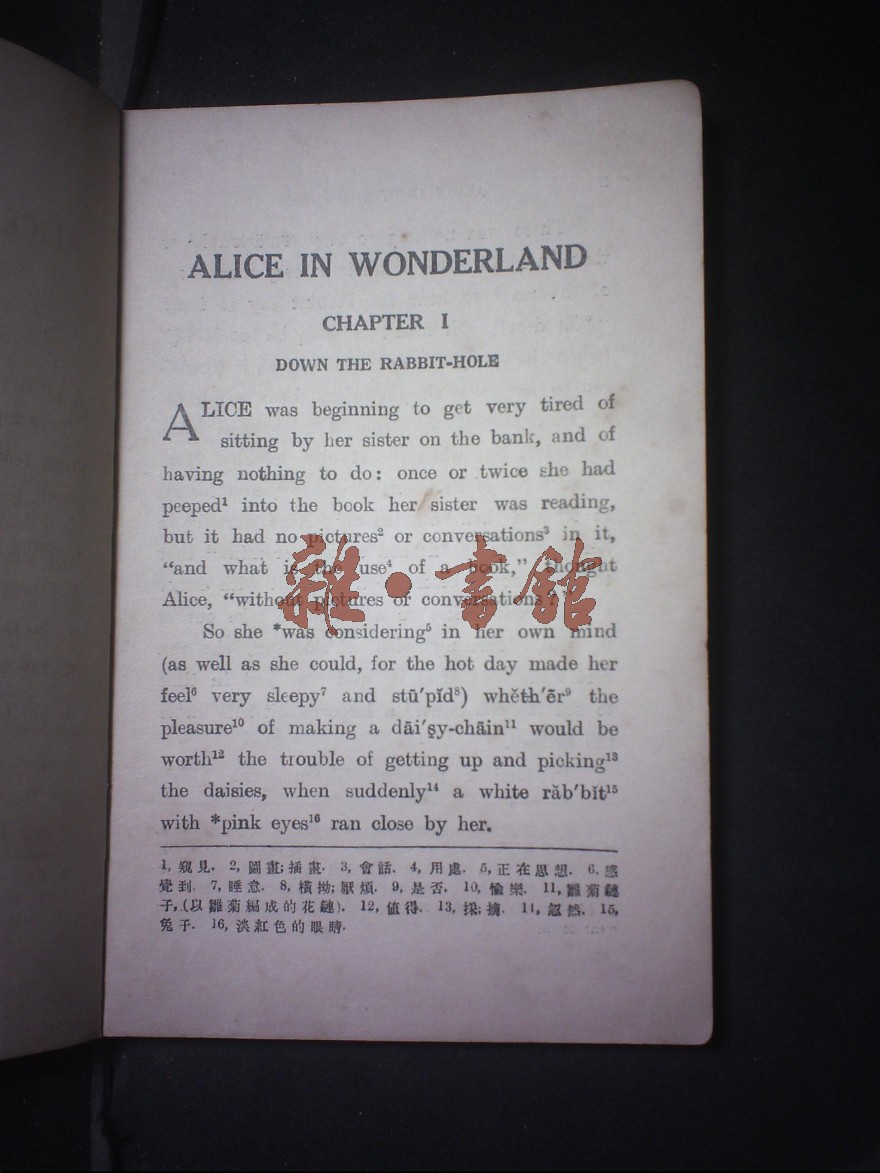 ALICE IN WONDERLAND
CHAPTER I
DOWN THE RABBIT-HOLE
ALICE was beginning to get very tired of
sitting by her sister on the bank, and of
having nothing to do: once or twice she had
peeped¹ into the book her sister was reading,
but it had no pictures² or conversations³ in it,
“and what is the use⁴ of a book,” thought
Alice, “without pictures or conversations?”
So she *was considering⁵ in her own mind
(as well as she could, for the hot day made her
feel⁶ very sleepy⁷ and stū′pĭd⁸) whĕth′ẽr⁹ the
pleasure¹⁰ of making a dāi′şy-chāin¹¹ would be
worth¹² the trouble of getting up and picking¹³
the daisies, when suddenly¹⁴ a white răb′bĭt¹⁵
with *pink eyes¹⁶ ran close by her.
1, 窺見. 2, 圖畫; 插畫. 3, 會話. 4, 用處. 5, 正在思想. 6, 感
覺到. 7, 睡意. 8, 橫拗; 厭煩. 9, 是否. 10, 愉樂. 11, 雛菊鏈
子, (以雛菊編成的花鏈). 12, 值得. 13, 採; 摘. 14, 忽然. 15,
兔子. 16, 淡紅色的眼睛.
雜·書館